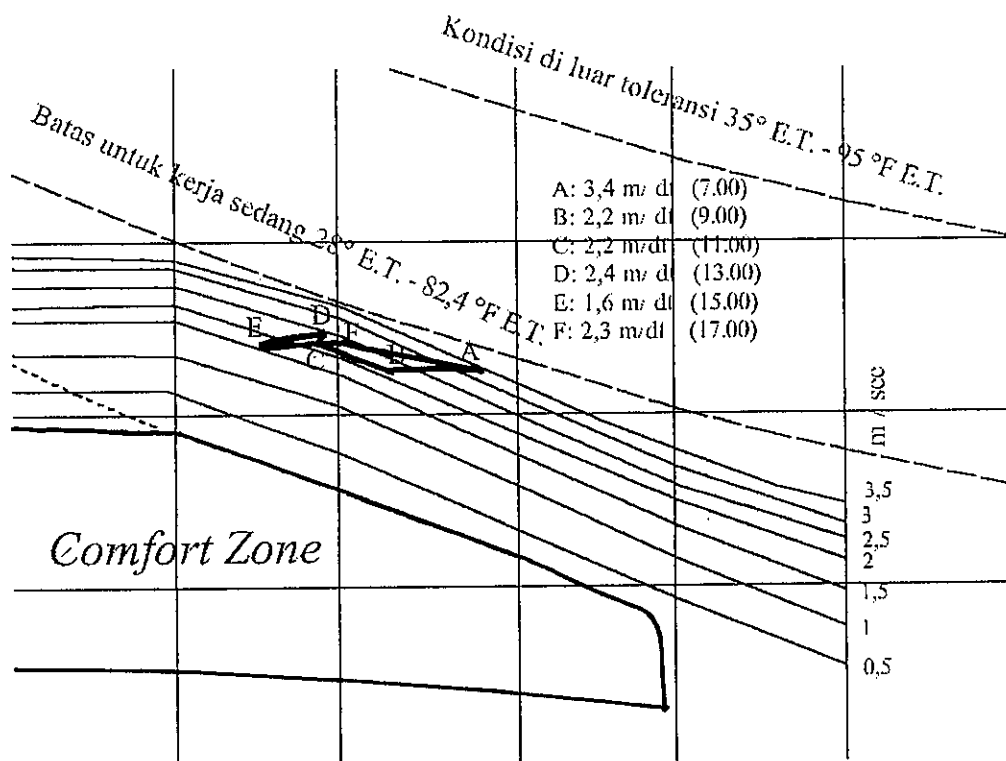 Kondisi di luar toleransi 35° E.T. - 95 °F E.T.
Batas untuk kerja sedang 28° E.T. - 82,4 °F E.T.
A: 3,4 m/ dt (7.00)
B: 2,2 m/ dt (9.00)
C: 2,2 m/dt (11.00)
D: 2,4 m/ dt (13.00)
E: 1,6 m/ dt (15.00)
F: 2,3 m/dt (17.00)
D
E
F
C
A
m / sec
3,5
3
2,5
2
1,5
1
0,5
Comfort Zone